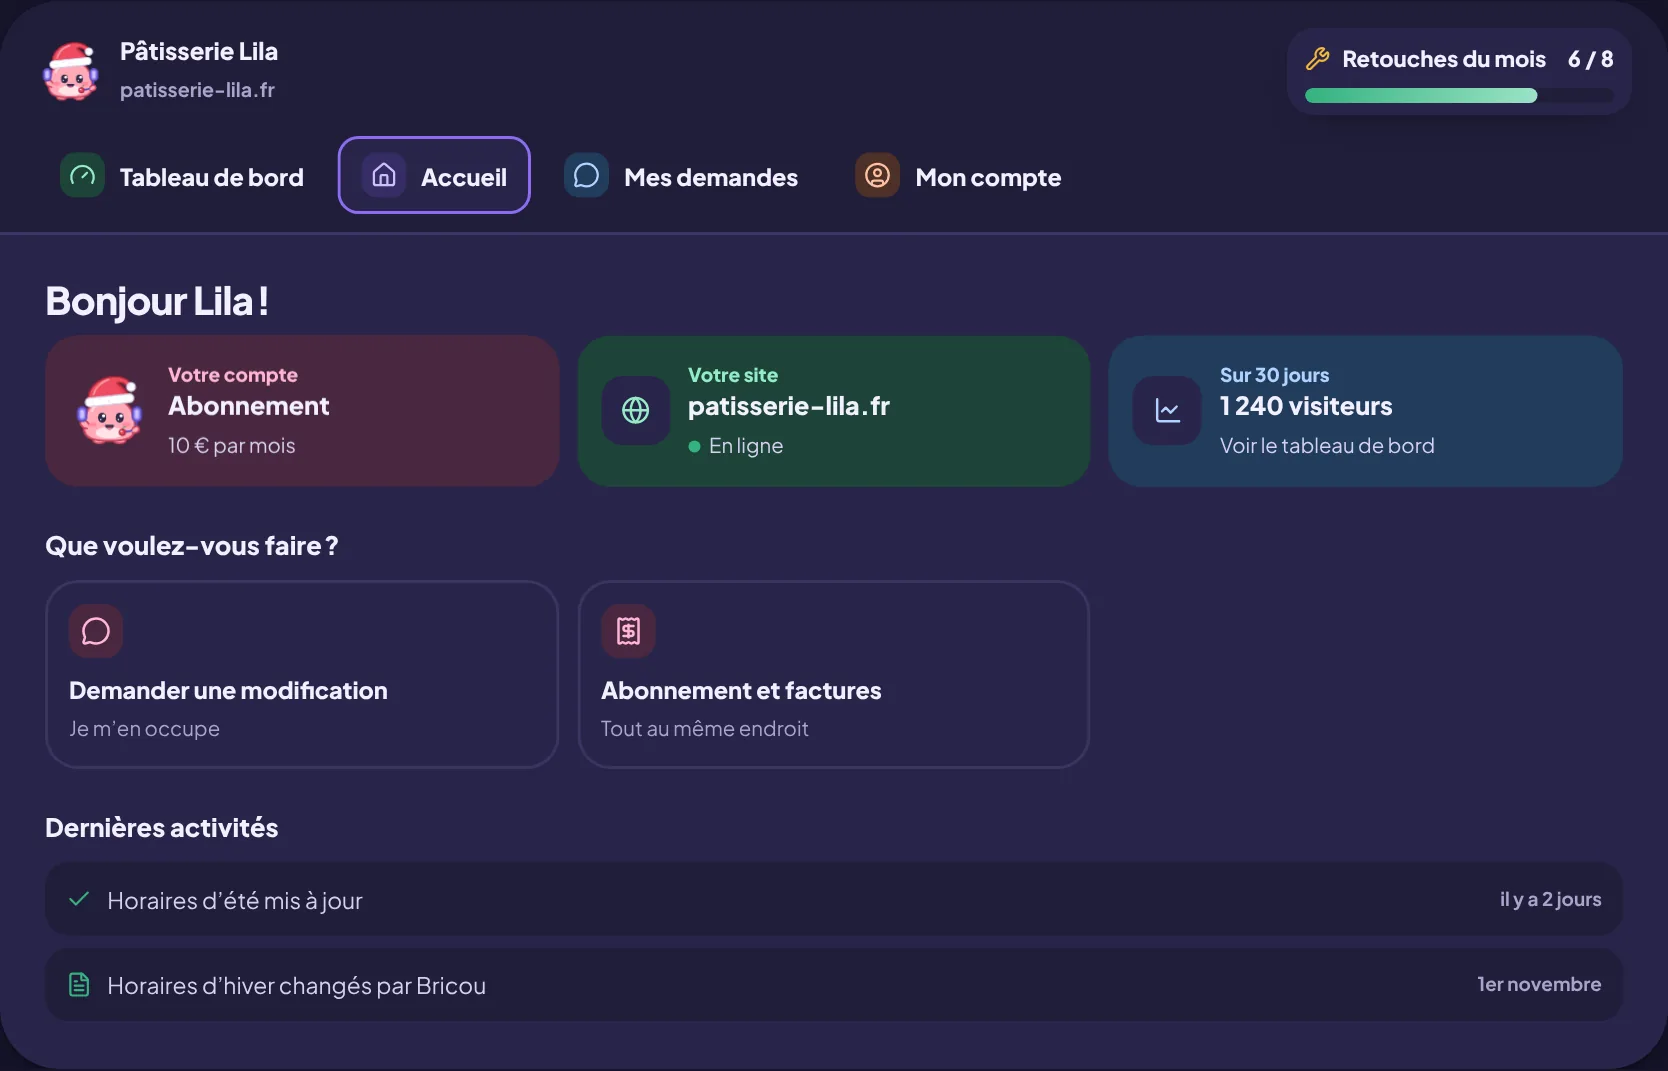 Pâtisserie Lila
patisserie-lila.fr
Retouches du mois 6 / 8
Tableau de bord
Accueil
Mes demandes
Mon compte
Bonjour Lila !
Votre compte
Abonnement
10 € par mois
Votre site
patisserie-lila.fr
En ligne
Sur 30 jours
1 240 visiteurs
Voir le tableau de bord
Que voulez-vous faire ?
Demander une modification
Je m’en occupe
Abonnement et factures
Tout au même endroit
Dernières activités
Horaires d’été mis à jour
il y a 2 jours
Horaires d’hiver changés par Bricou
1er novembre